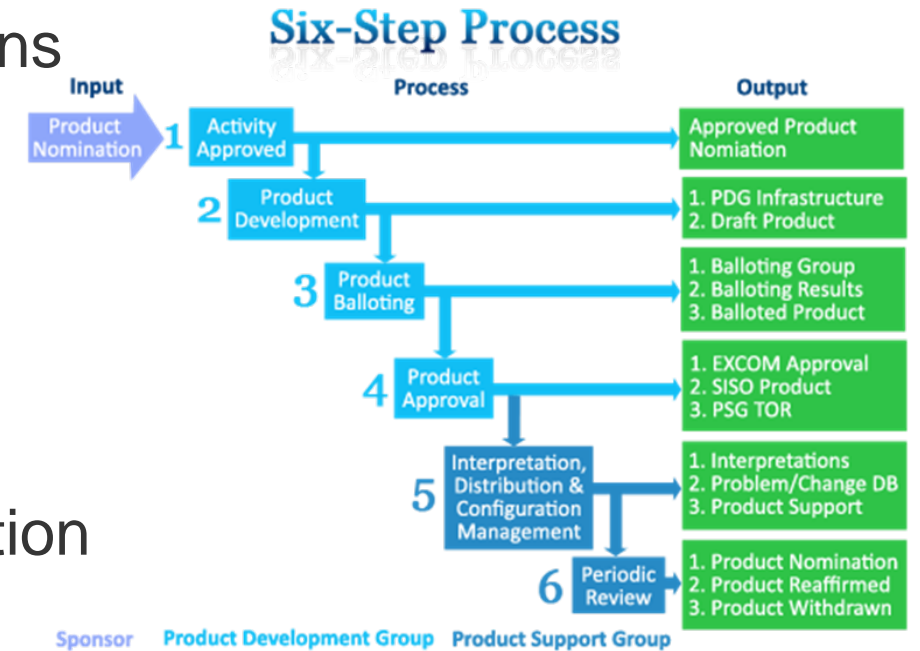 Six-Step Process
ns
Input
Process
Output
Product
Nomination
1
Activity
Approved
Approved Product
Nomiation
2
Product
Development
1. PDG Infrastructure
2. Draft Product
3
Product
Balloting
1. Balloting Group
2. Balloting Results
3. Balloted Product
4
Product
Approval
1. EXCOM Approval
2. SISO Product
3. PSG TOR
5
Interpretation,
Distribution &
Configuration
Management
1. Interpretations
2. Problem/Change DB
3. Product Support
tion
6
Periodic
Review
1. Product Nomination
2. Product Reaffirmed
3. Product Withdrawn
Sponsor
Product Development Group
Product Support Group